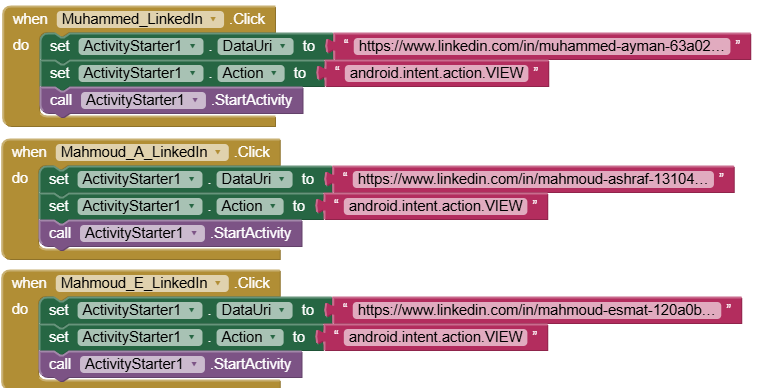 when Muhammed_LinkedIn .Click
do set ActivityStarter1 . DataUri to “ https://www.linkedin.com/in/muhammed-ayman-63a02... ”
set ActivityStarter1 . Action to “ android.intent.action.VIEW ”
call ActivityStarter1 .StartActivity
when Mahmoud_A_LinkedIn .Click
do set ActivityStarter1 . DataUri to “ https://www.linkedin.com/in/mahmoud-ashraf-13104... ”
set ActivityStarter1 . Action to “ android.intent.action.VIEW ”
call ActivityStarter1 .StartActivity
when Mahmoud_E_LinkedIn .Click
do set ActivityStarter1 . DataUri to “ https://www.linkedin.com/in/mahmoud-esmat-120a0b... ”
set ActivityStarter1 . Action to “ android.intent.action.VIEW ”
call ActivityStarter1 .StartActivity